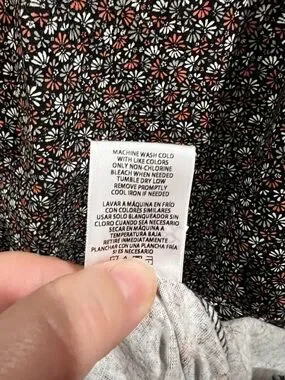 MACHINE WASH COLD
WITH LIKE COLORS
ONLY NON-CHLORINE
BLEACH WHEN NEEDED
TUMBLE DRY LOW
REMOVE PROMPTLY
COOL IRON IF NEEDED
LAVAR A MÁQUINA EN FRÍO
CON COLORES SIMILARES
USAR SOLO BLANQUEADOR SIN
CLORO CUANDO SEA NECESARIO
SECAR EN MÁQUINA A
TEMPERATURA BAJA
RETIRE INMEDIATAMENTE
PLANCHAR CON UNA PLANCHA FRÍA
SI ES NECESARIO